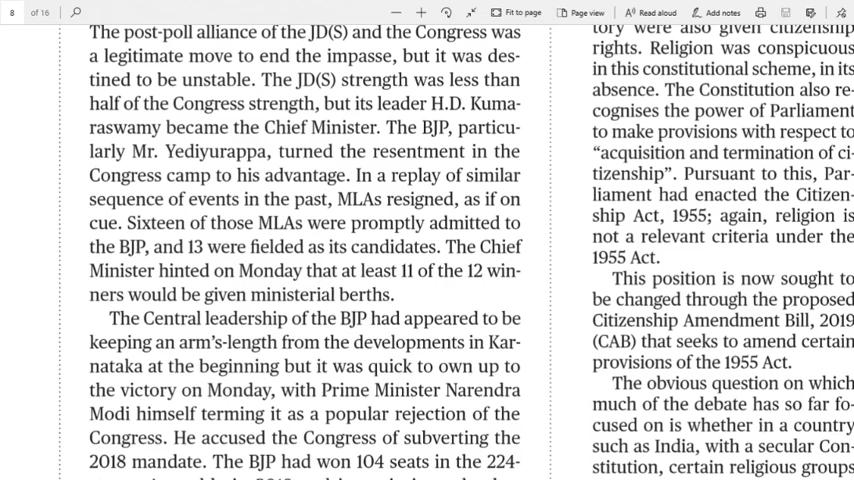 8 of 16 Fit to page Page view Read aloud Add notes
The post-poll alliance of the JD(S) and the Congress was
a legitimate move to end the impasse, but it was des-
tined to be unstable. The JD(S) strength was less than
half of the Congress strength, but its leader H.D. Kuma-
raswamy became the Chief Minister. The BJP, particu-
larly Mr. Yediyurappa, turned the resentment in the
Congress camp to his advantage. In a replay of similar
sequence of events in the past, MLAs resigned, as if on
cue. Sixteen of those MLAs were promptly admitted to
the BJP, and 13 were fielded as its candidates. The Chief
Minister hinted on Monday that at least 11 of the 12 win-
ners would be given ministerial berths.
The Central leadership of the BJP had appeared to be
keeping an arm's-length from the developments in Kar-
nataka at the beginning but it was quick to own up to
the victory on Monday, with Prime Minister Narendra
Modi himself terming it as a popular rejection of the
Congress. He accused the Congress of subverting the
2018 mandate. The BJP had won 104 seats in the 224-
tory were also given citizenship
rights. Religion was conspicuous
in this constitutional scheme, in its
absence. The Constitution also re-
cognises the power of Parliament
to make provisions with respect to
“acquisition and termination of ci-
tizenship”. Pursuant to this, Par-
liament had enacted the Citizen-
ship Act, 1955; again, religion is
not a relevant criteria under the
1955 Act.
This position is now sought to
be changed through the proposed
Citizenship Amendment Bill, 2019
(CAB) that seeks to amend certain
provisions of the 1955 Act.
The obvious question on which
much of the debate has so far fo-
cused on is whether in a country
such as India, with a secular Con-
stitution, certain religious groups